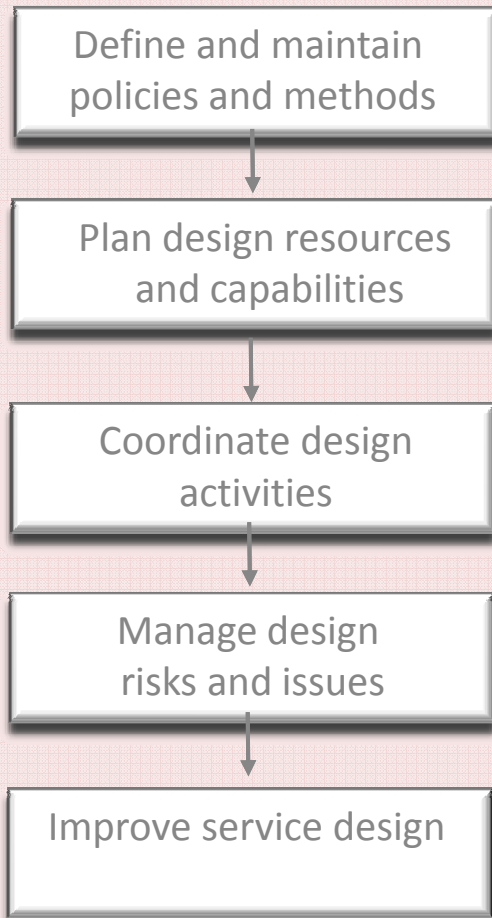 Define and maintain
policies and methods
Plan design resources
and capabilities
Coordinate design
activities
Manage design
risks and issues
Improve service design